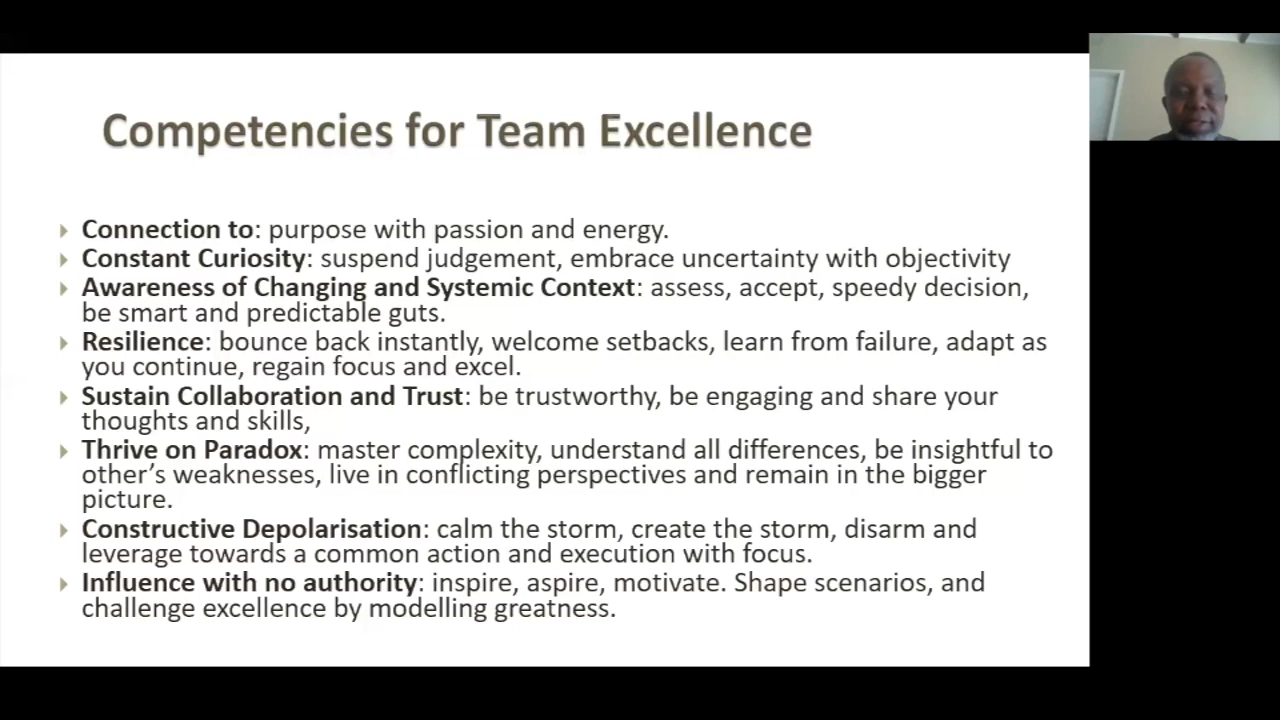 Competencies for Team Excellence
Connection to: purpose with passion and energy.
Constant Curiosity: suspend judgement, embrace uncertainty with objectivity
Awareness of Changing and Systemic Context: assess, accept, speedy decision,
be smart and predictable guts.
Resilience: bounce back instantly, welcome setbacks, learn from failure, adapt as
you continue, regain focus and excel.
Sustain Collaboration and Trust: be trustworthy, be engaging and share your
thoughts and skills,
Thrive on Paradox: master complexity, understand all differences, be insightful to
other’s weaknesses, live in conflicting perspectives and remain in the bigger
picture.
Constructive Depolarisation: calm the storm, create the storm, disarm and
leverage towards a common action and execution with focus.
Influence with no authority: inspire, aspire, motivate. Shape scenarios, and
challenge excellence by modelling greatness.